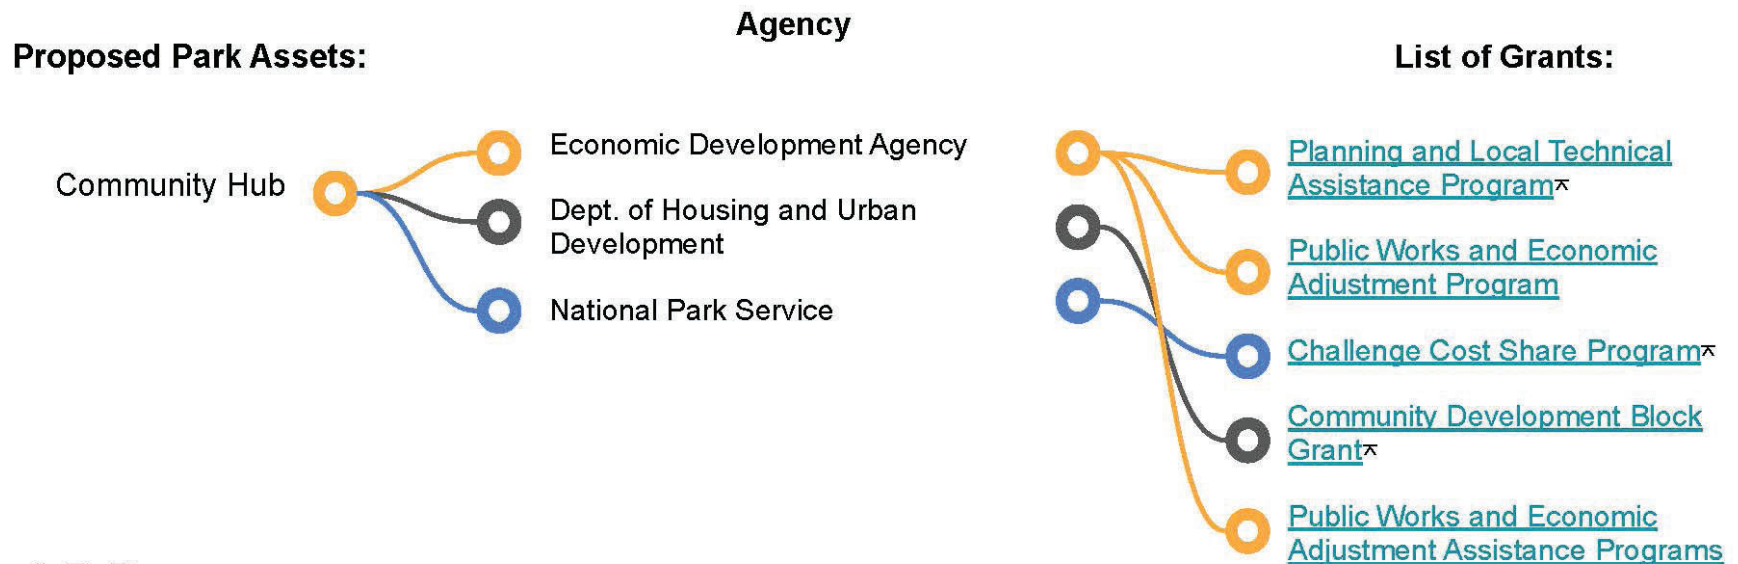 Agency
Proposed Park Assets:
List of Grants:
Community Hub
Economic Development Agency
Dept. of Housing and Urban
Development
National Park Service
Planning and Local Technical
Assistance Program⌅
Public Works and Economic
Adjustment Program
Challenge Cost Share Program⌅
Community Development Block
Grant⌅
Public Works and Economic
Adjustment Assistance Programs